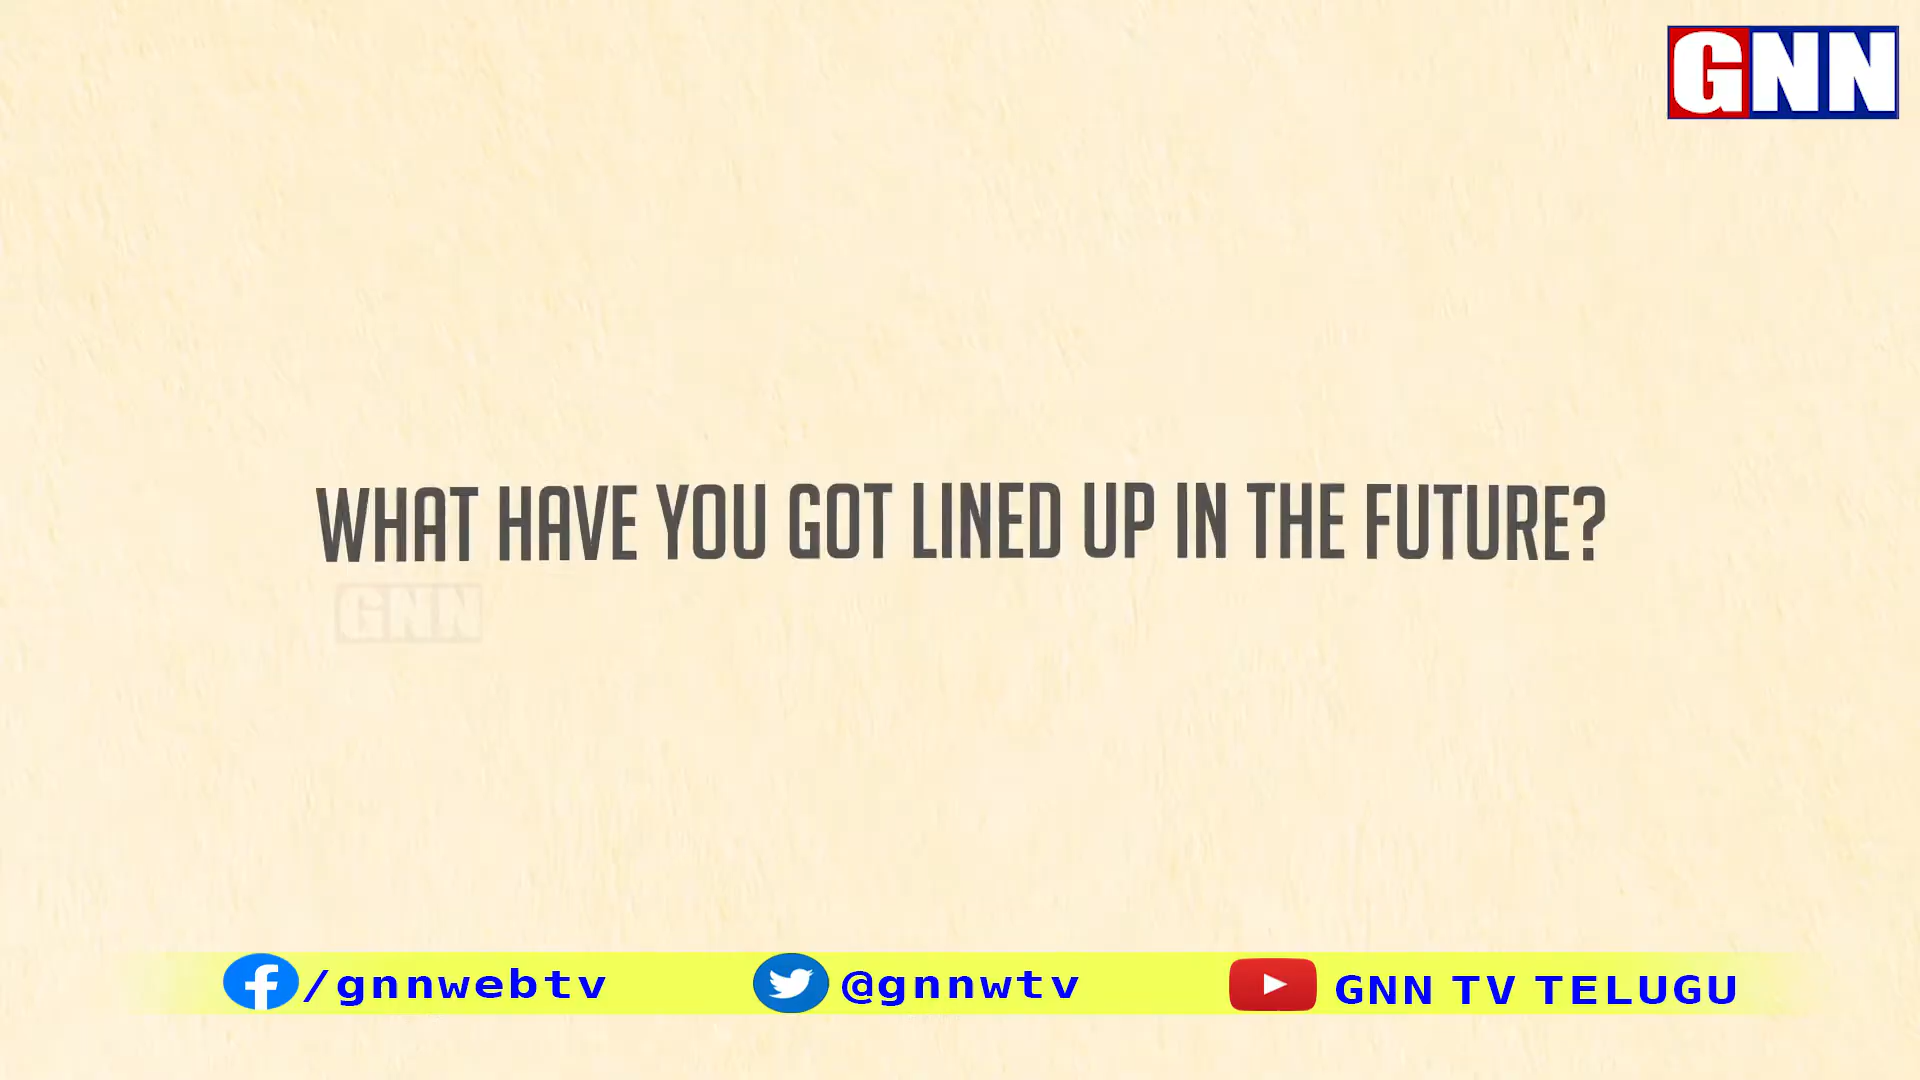 GNN
WHAT HAVE YOU GOT LINED UP IN THE FUTURE?
GNN
/gnnwebtv
@gnnwtv
GNN TV TELUGU